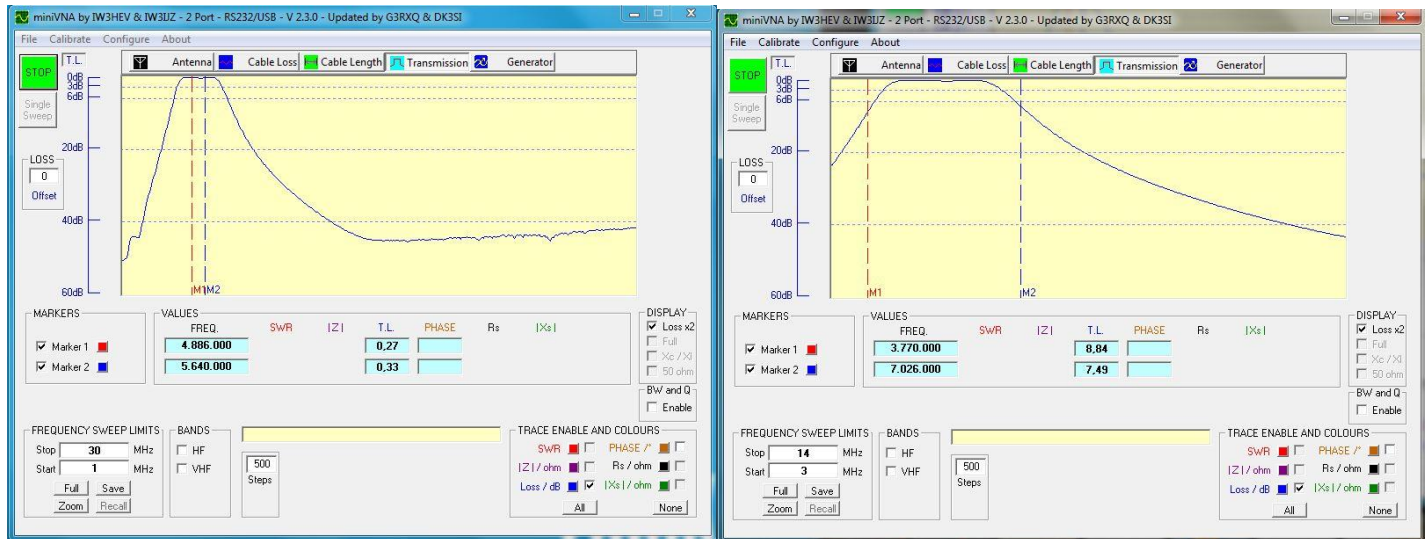 miniVNA by IW3HEV & IW3IJZ - 2 Port - RS232/USB - V 2.3.0 - Updated by G3RXQ & DK3SI
File Calibrate Configure About
STOP
T.L.
Antenna Cable Loss Cable Length Transmission Generator
0dB
3dB
6dB
Single
Sweep
20dB
LOSS
0
Offset
40dB
60dB
M1 M2
MARKERS
Marker 1
Marker 2
VALUES
FREQ. SWR |Z| T.L. PHASE Rs |Xs|
4.886.000 0,27
5.640.000 0,33
DISPLAY
Loss x2
Full
Xc / Xl
50 ohm
BW and Q
Enable
FREQUENCY SWEEP LIMITS
Stop 30 MHz
Start 1 MHz
Full Save
Zoom Recall
BANDS
HF
VHF
500
Steps
TRACE ENABLE AND COLOURS
SWR PHASE /°
|Z| / ohm Rs / ohm
Loss / dB |Xs| / ohm
All None
miniVNA by IW3HEV & IW3IJZ - 2 Port - RS232/USB - V 2.3.0 - Updated by G3RXQ & DK3SI
File Calibrate Configure About
STOP
T.L.
Antenna Cable Loss Cable Length Transmission Generator
0dB
3dB
6dB
Single
Sweep
20dB
LOSS
0
Offset
40dB
60dB
M1 M2
MARKERS
Marker 1
Marker 2
VALUES
FREQ. SWR |Z| T.L. PHASE Rs |Xs|
3.770.000 8,84
7.026.000 7,49
DISPLAY
Loss x2
Full
Xc / Xl
50 ohm
BW and Q
Enable
FREQUENCY SWEEP LIMITS
Stop 14 MHz
Start 3 MHz
Full Save
Zoom Recall
BANDS
HF
VHF
500
Steps
TRACE ENABLE AND COLOURS
SWR PHASE /°
|Z| / ohm Rs / ohm
Loss / dB |Xs| / ohm
All None